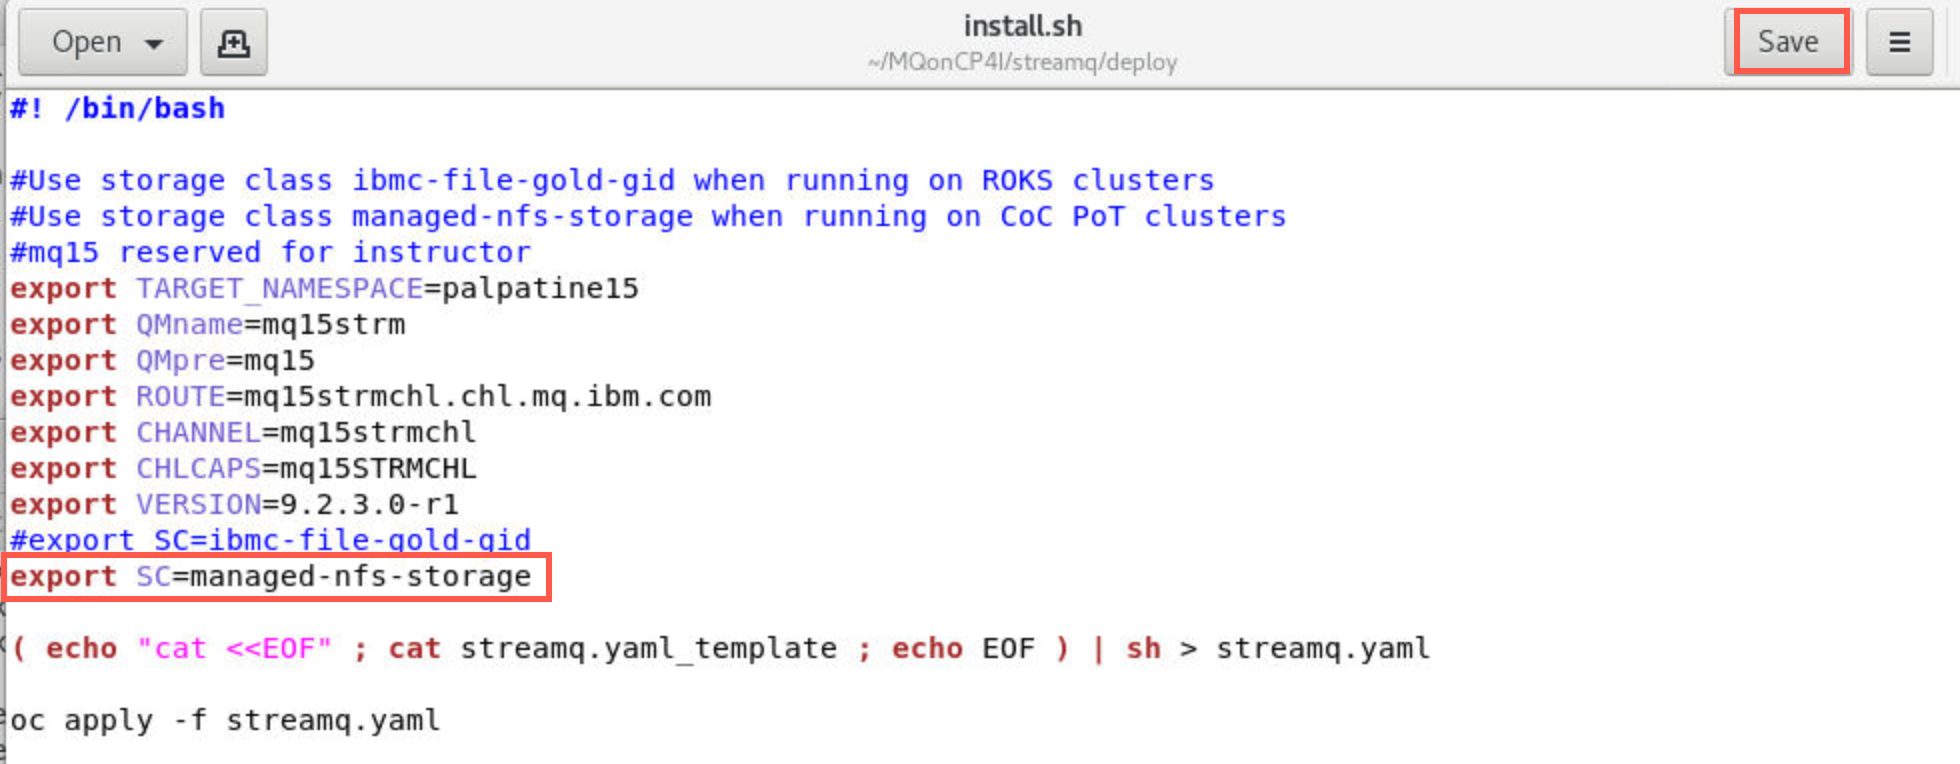 Open
install.sh
~/MQonCP4I/streamq/deploy
Save
#! /bin/bash
#Use storage class ibmc-file-gold-gid when running on ROKS clusters
#Use storage class managed-nfs-storage when running on CoC PoT clusters
#mq15 reserved for instructor
export TARGET_NAMESPACE=palpatine15
export QMname=mq15strm
export QMpre=mq15
export ROUTE=mq15strmchl.chl.mq.ibm.com
export CHANNEL=mq15strmchl
export CHLCAPS=mq15STRMCHL
export VERSION=9.2.3.0-r1
#export SC=ibmc-file-gold-gid
export SC=managed-nfs-storage
( echo "cat <<EOF" ; cat streamq.yaml_template ; echo EOF ) | sh > streamq.yaml
oc apply -f streamq.yaml